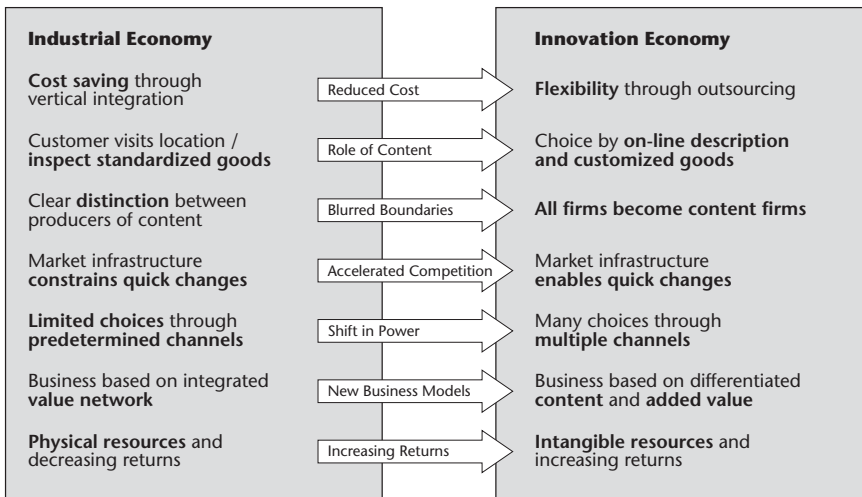 Industrial Economy
Innovation Economy
Cost saving through
vertical integration
Reduced Cost
Flexibility through outsourcing
Customer visits location /
inspect standardized goods
Role of Content
Choice by on-line description
and customized goods
Clear distinction between
producers of content
Blurred Boundaries
All firms become content firms
Market infrastructure
constrains quick changes
Accelerated Competition
Market infrastructure
enables quick changes
Limited choices through
predetermined channels
Shift in Power
Many choices through
multiple channels
Business based on integrated
value network
New Business Models
Business based on differentiated
content and added value
Physical resources and
decreasing returns
Increasing Returns
Intangible resources and
increasing returns